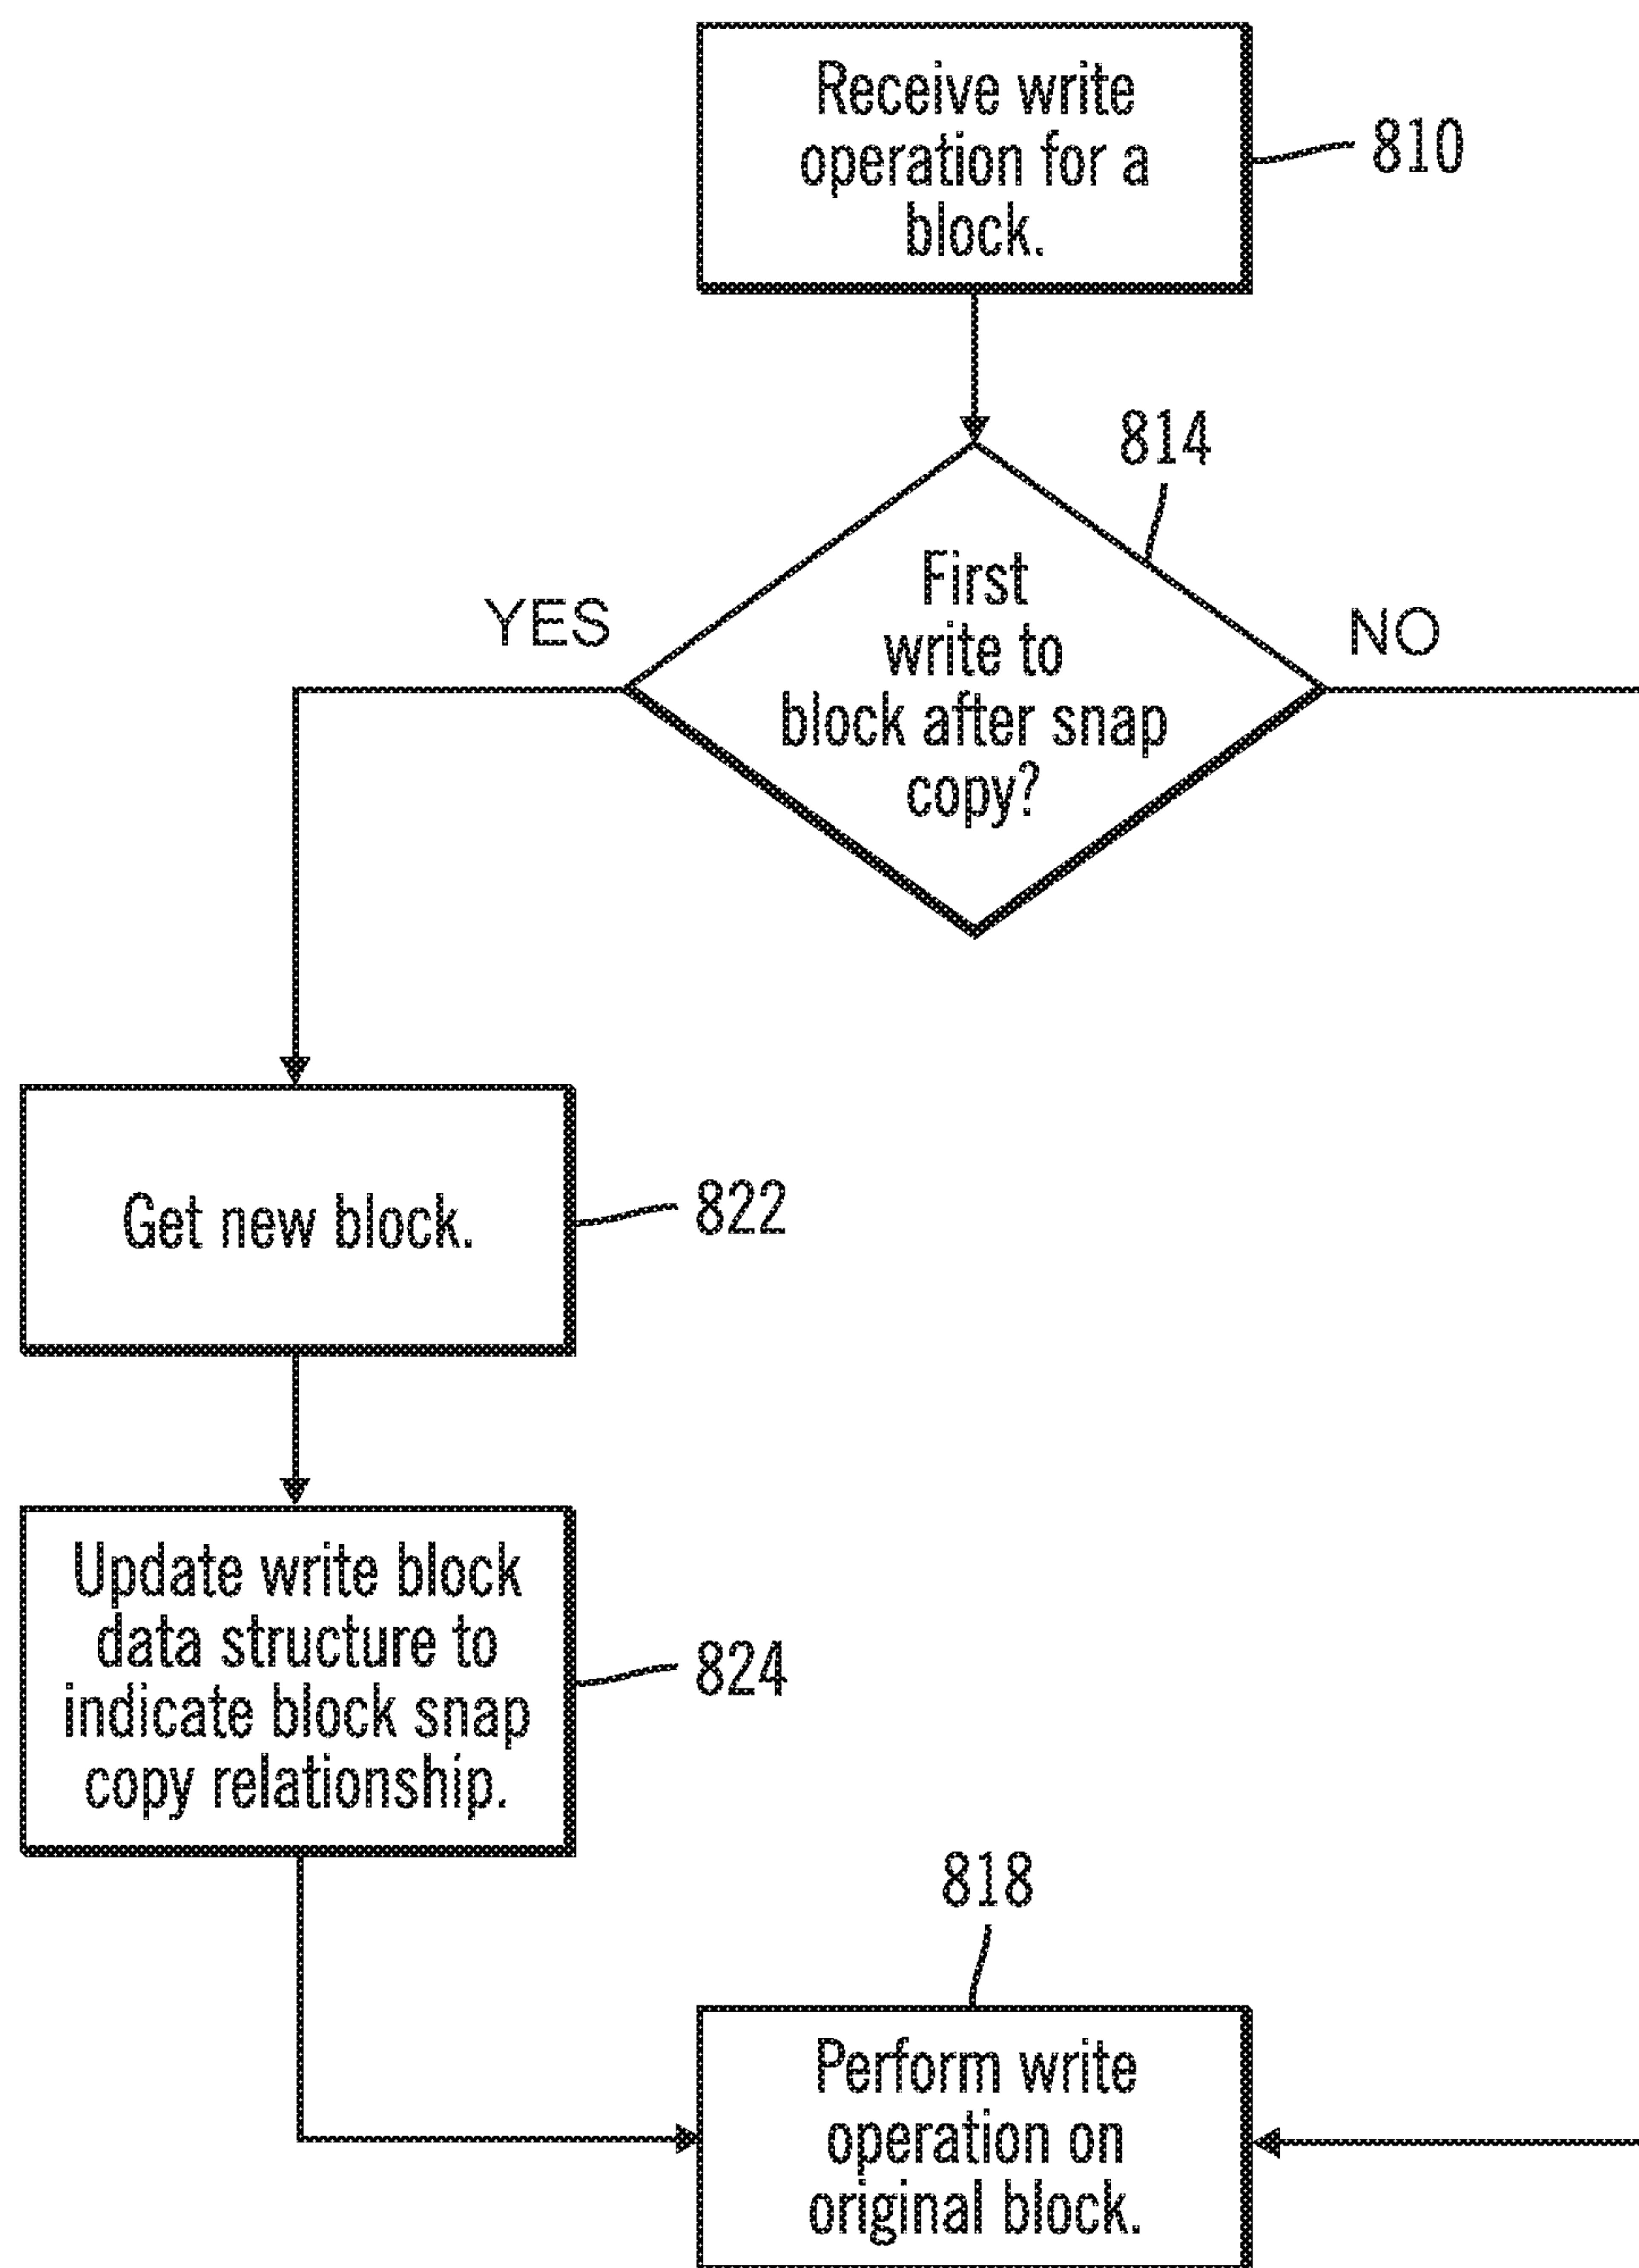 Receive write
operation for a
block.
810
814
First
write to
block after snap
copy?
YES
NO
Get new block.
822
Update write block
data structure to
indicate block snap
copy relationship.
824
818
Perform write
operation on
original block.